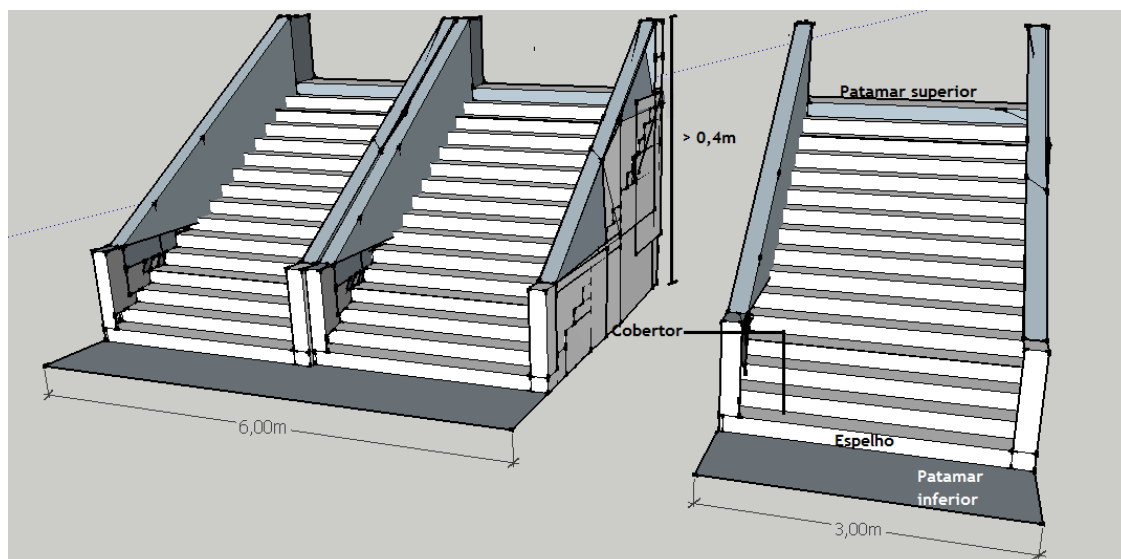 Patamar superior
> 0,4m
Cobertor
6,00m
Espelho
Patamar
inferior
3,00m